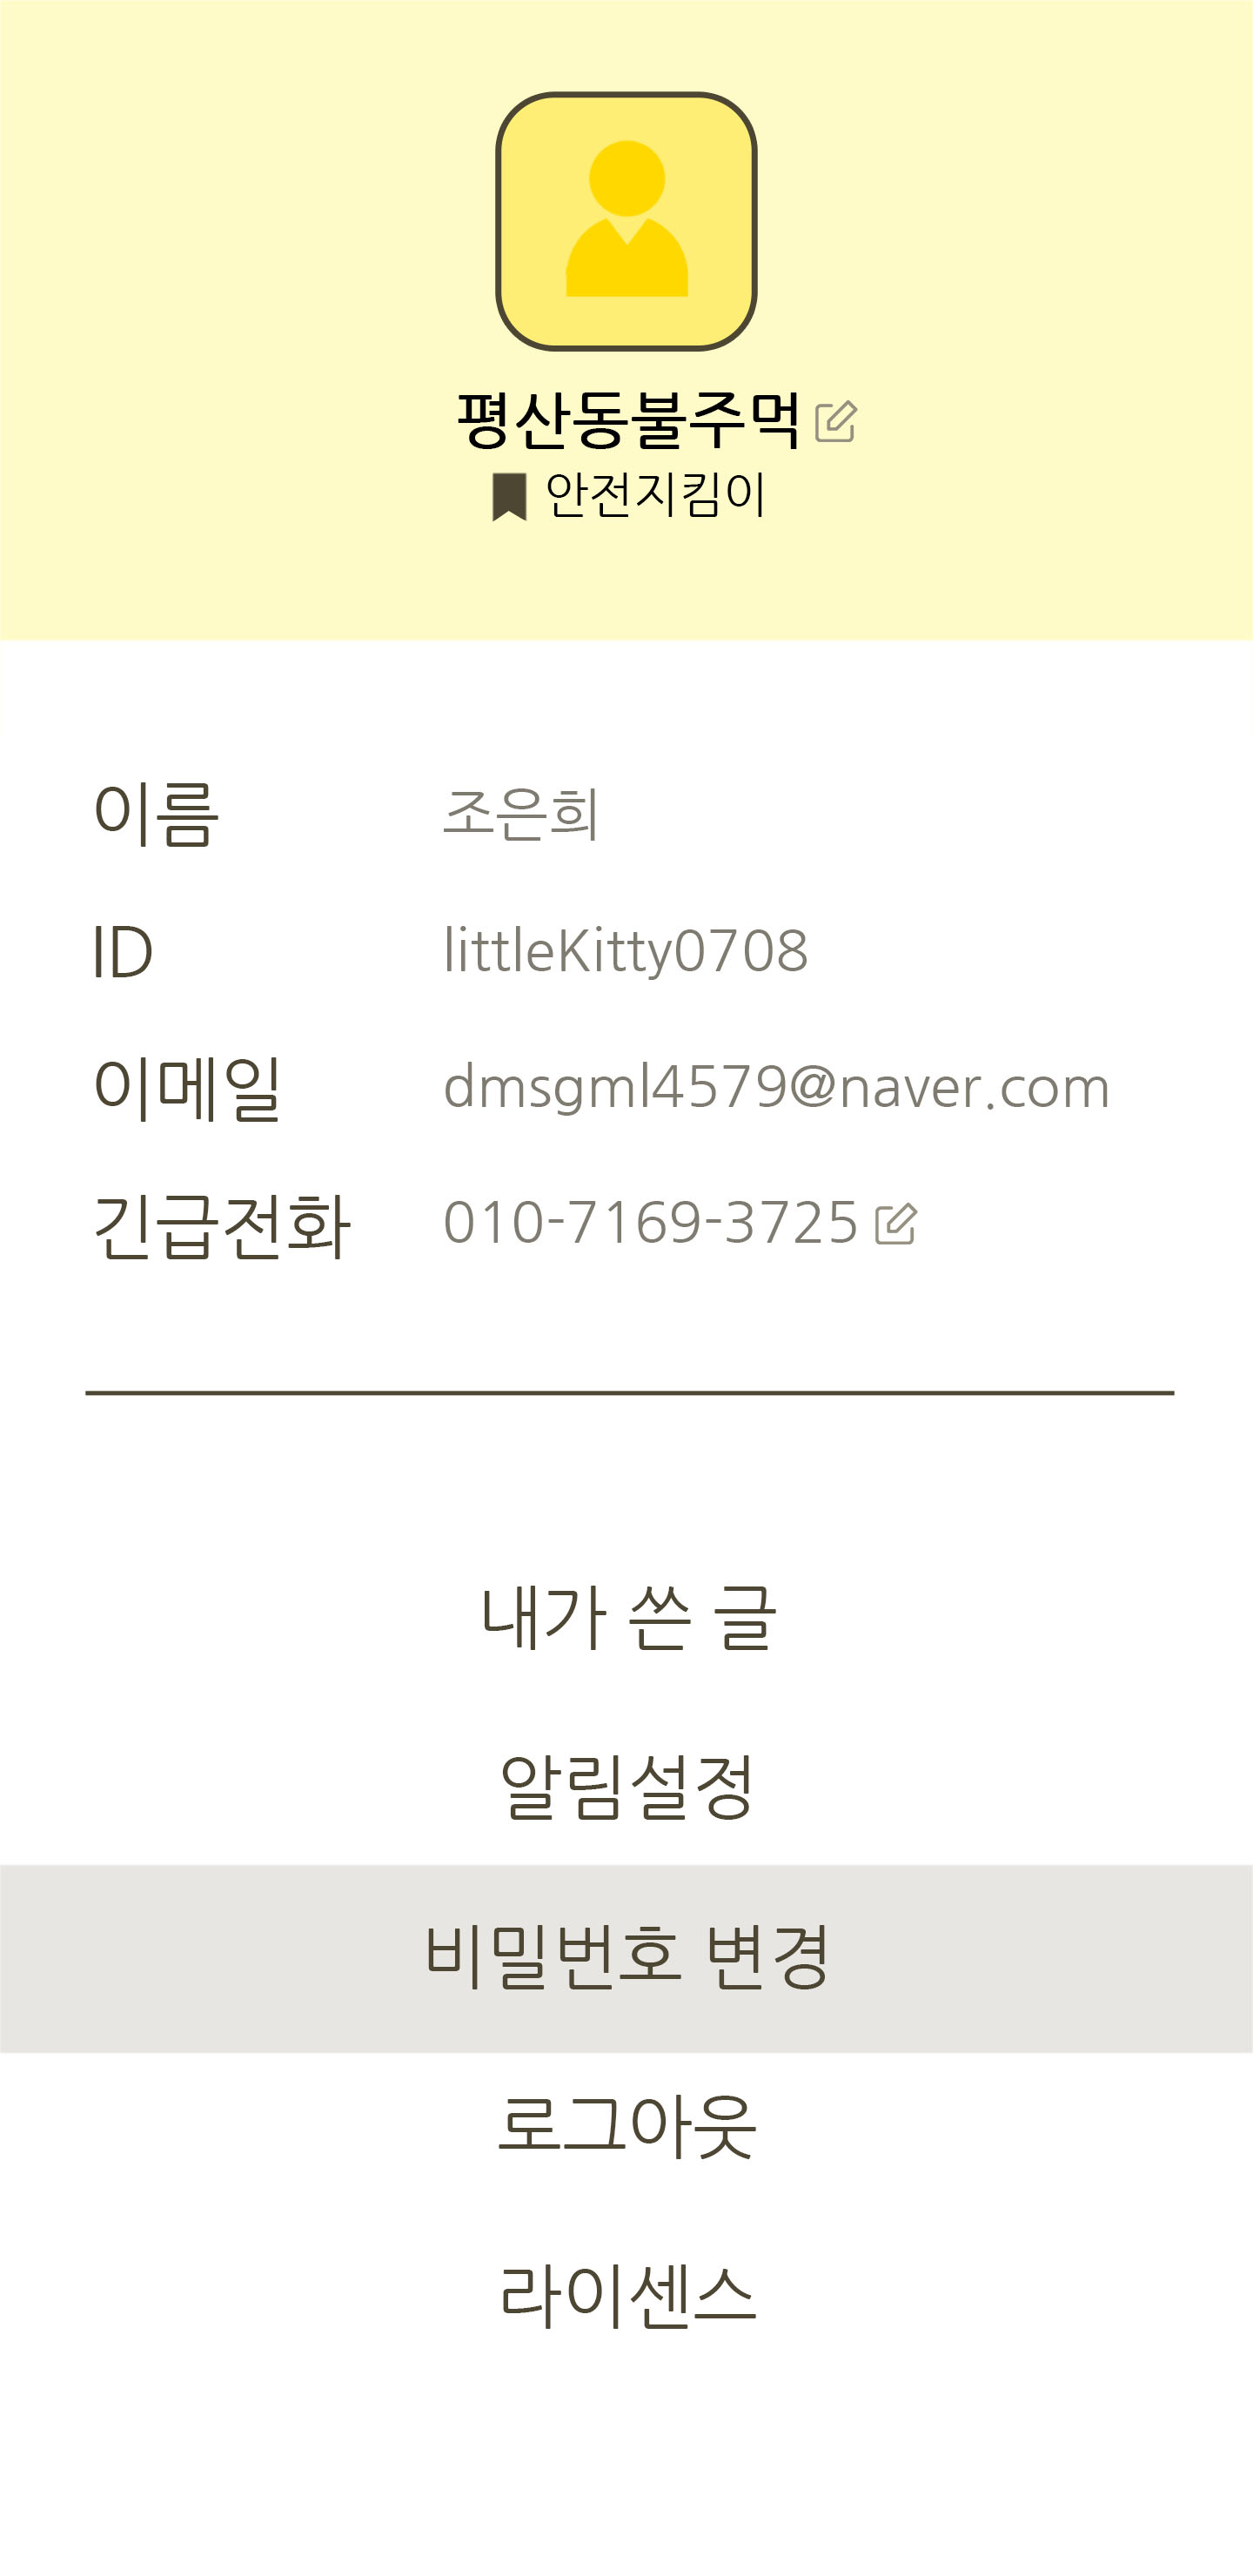 평산동불주먹
안전지킴이
이름 조은희
ID littleKitty0708
이메일 dmsgml4579@naver.com
긴급전화 010-7169-3725
내가 쓴 글
알림설정
비밀번호 변경
로그아웃
라이센스